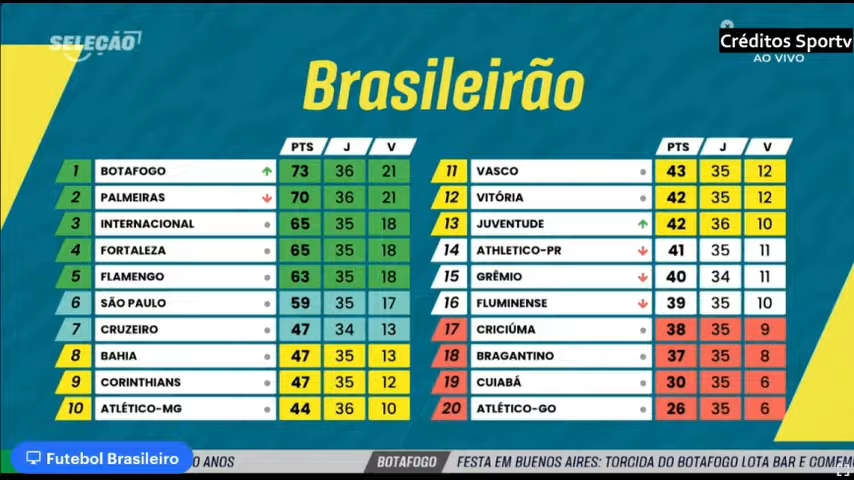 SELEÇÃO
Créditos Sportv
AO VIVO
Brasileirão
PTS J V
1 BOTAFOGO 73 36 21
2 PALMEIRAS 70 36 21
3 INTERNACIONAL 65 35 18
4 FORTALEZA 65 35 18
5 FLAMENGO 63 35 18
6 SÃO PAULO 59 35 17
7 CRUZEIRO 47 34 13
8 BAHIA 47 35 13
9 CORINTHIANS 47 35 12
10 ATLÉTICO-MG 44 36 10
PTS J V
11 VASCO 43 35 12
12 VITÓRIA 42 35 12
13 JUVENTUDE 42 36 10
14 ATHLETICO-PR 41 35 11
15 GRÊMIO 40 34 11
16 FLUMINENSE 39 35 10
17 CRICIÚMA 38 35 9
18 BRAGANTINO 37 35 8
19 CUIABÁ 30 35 6
20 ATLÉTICO-GO 26 35 6
Futebol Brasileiro
0 ANOS
BOTAFOGO FESTA EM BUENOS AIRES: TORCIDA DO BOTAFOGO LOTA BAR E COMEM